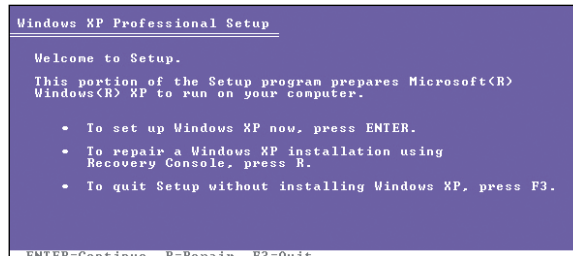 Windows XP Professional Setup
Welcome to Setup.
This portion of the Setup program prepares Microsoft(R)
Windows(R) XP to run on your computer.
• To set up Windows XP now, press ENTER.
• To repair a Windows XP installation using
Recovery Console, press R.
• To quit Setup without installing Windows XP, press F3.
ENTER=Continue R=Repair F3=Quit